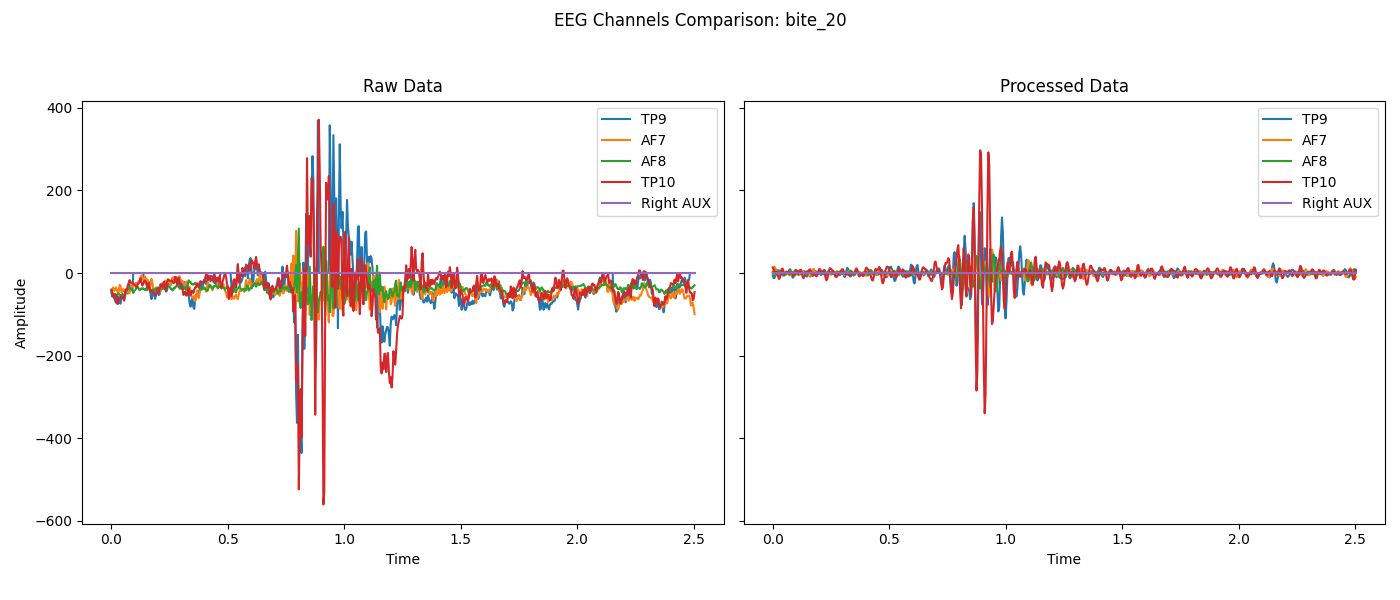 EEG Channels Comparison: bite_20
Raw Data
Amplitude
400
200
0
−200
−400
−600
TP9
AF7
AF8
TP10
Right AUX
0.0 0.5 1.0 1.5 2.0 2.5
Time
Processed Data
TP9
AF7
AF8
TP10
Right AUX
0.0 0.5 1.0 1.5 2.0 2.5
Time